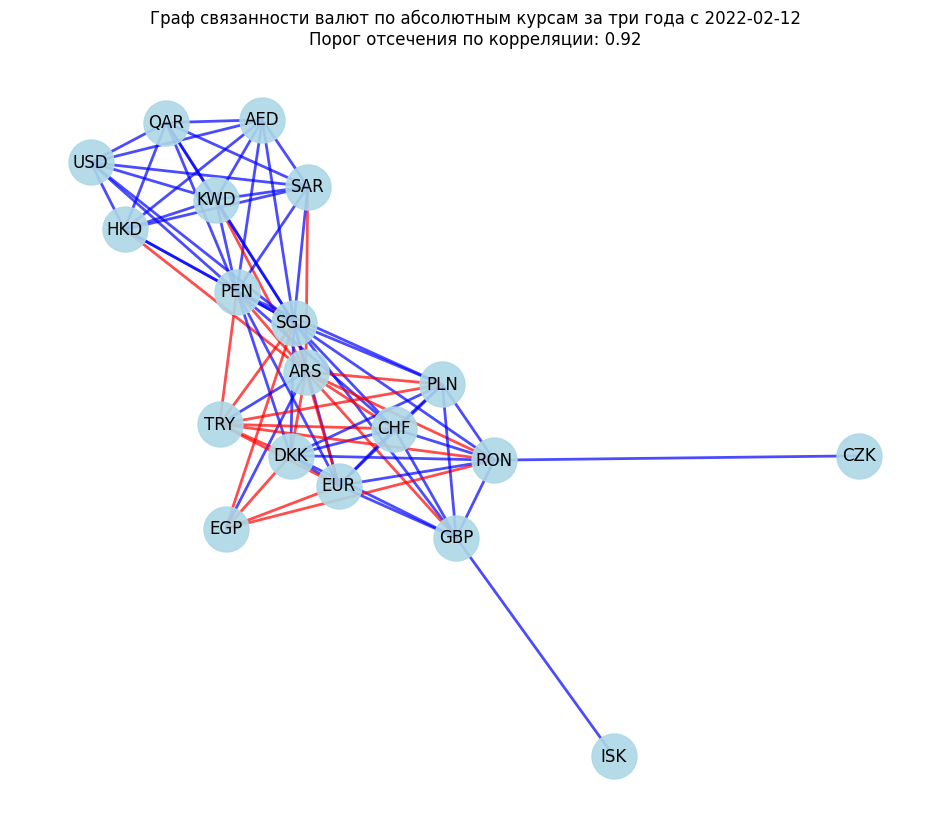 Граф связанности валют по абсолютным курсам за три года с 2022-02-12
Порог отсечения по корреляции: 0.92
QAR
AED
USD
SAR
KWD
HKD
PEN
SGD
ARS
PLN
TRY
CHF
DKK
RON
CZK
EUR
EGP
GBP
ISK